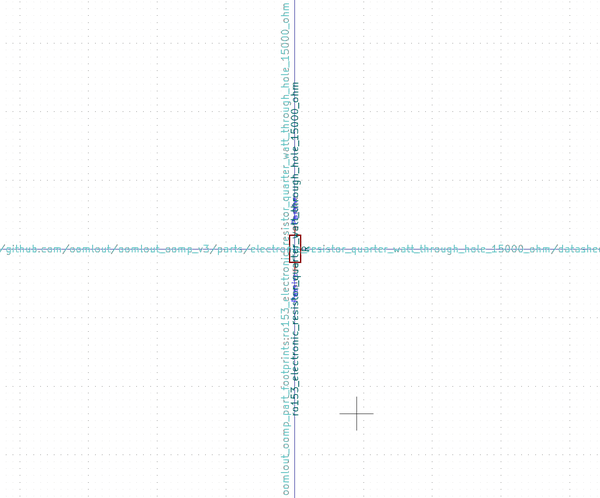 oomlout_oomp_part_footprints:ro153_electronic_resistor_quarter_watt_through_hole_15000_ohm
ro153_electronic_resistor_quarter_watt_through_hole_15000_ohm
/github.com/oomlout/oomlout_oomp_v3/parts/electronic_resistor_quarter_watt_through_hole_15000_ohm/datashe
R